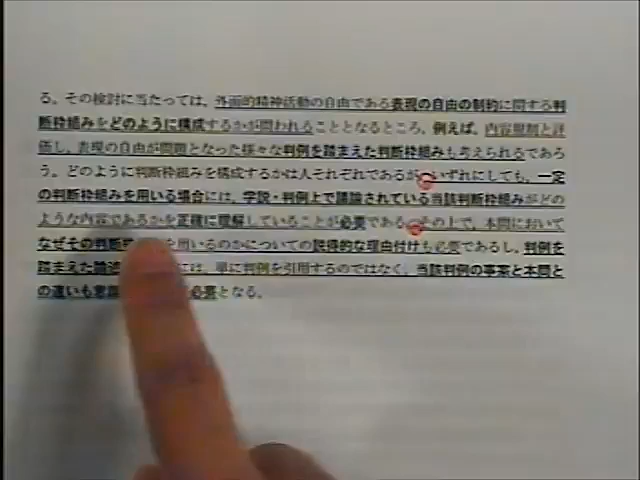 る。その検討に当たっては、外面的精神活動の自由である表現の自由の制約に関する判
断枠組みをどのように構成するかが問われることとなるところ、例えば、内容規制と評
価し、表現の自由が問題となった様々な判例を踏まえた判断枠組みも考えられるであろ
う。どのように判断枠組みを構成するかは人それぞれであるが、いずれにしても、一定
の判断枠組みを用いる場合には、学説・判例上で議論されている当該判断枠組みがどの
ような内容であるかを正確に理解していることが必要である。その上で、本問において
なぜその判断を用いるのかについての説得的な理由付けも必要であるし、判例を
踏まえた論には、単に判例を引用するのではなく、当該判例の事案と本問と
の違いも必要となる。